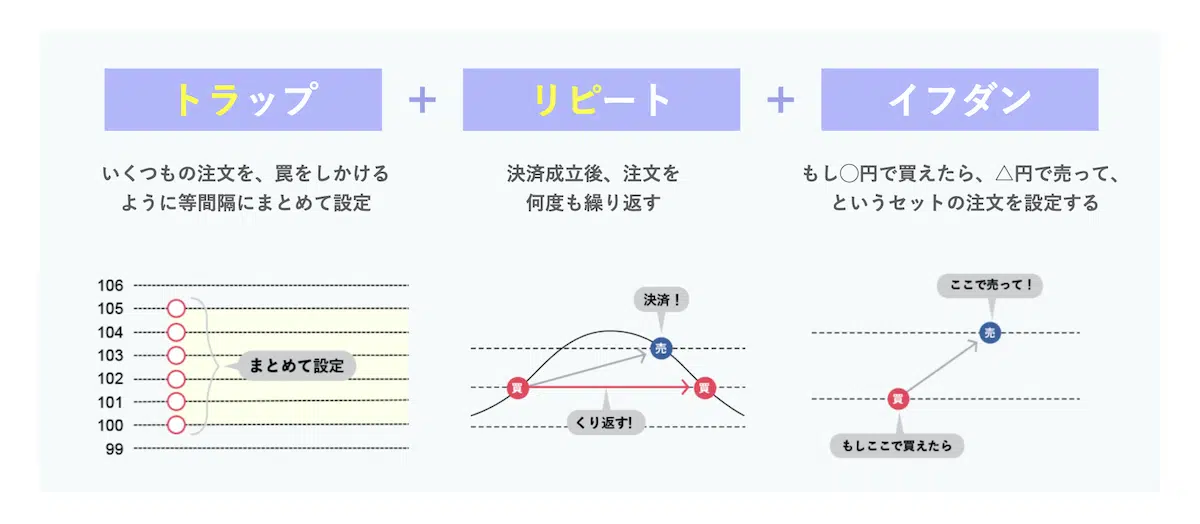 トラップ
+
リピート
+
イフダン
いくつもの注文を、罠をしかける
ように等間隔にまとめて設定
決済成立後、注文を
何度も繰り返す
もし◯円で買えたら、△円で売って、
というセットの注文を設定する
106
105
104
103
102
101
100
99
まとめて設定
決済！
売
買
買
くり返す!
ここで売って！
売
買
もしここで買えたら